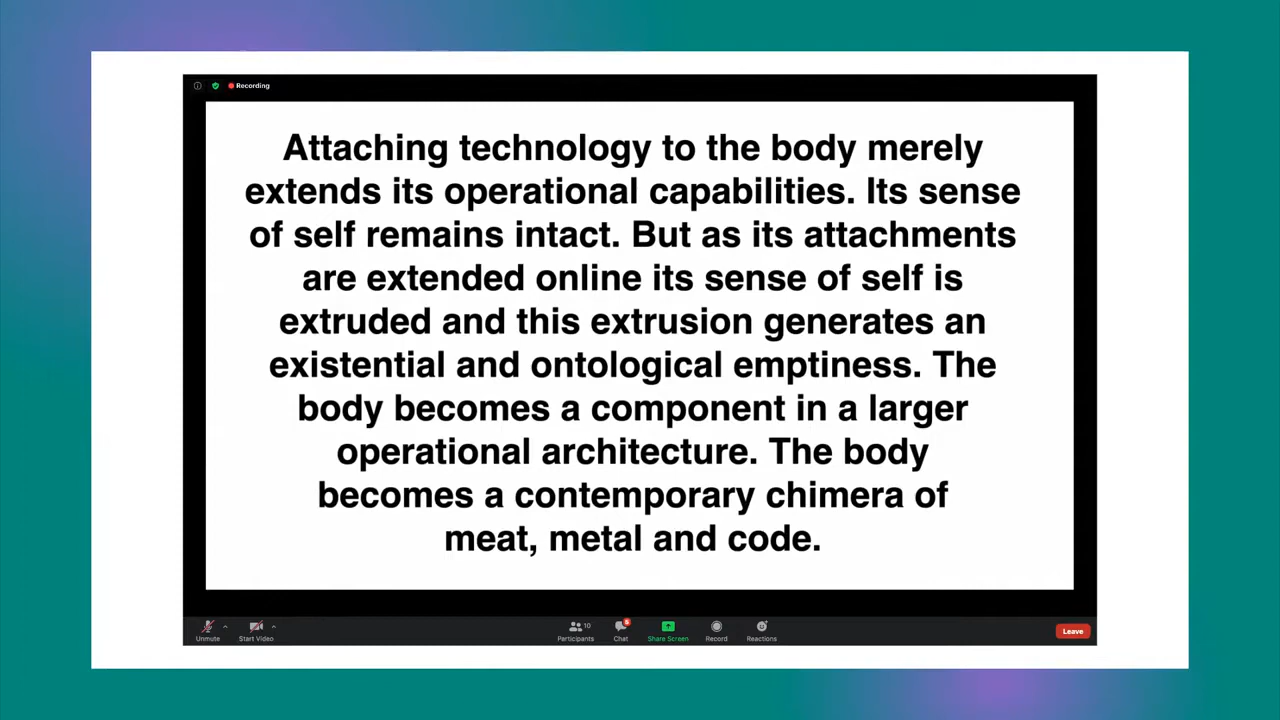 Recording
Attaching technology to the body merely
extends its operational capabilities. Its sense
of self remains intact. But as its attachments
are extended online its sense of self is
extruded and this extrusion generates an
existential and ontological emptiness. The
body becomes a component in a larger
operational architecture. The body
becomes a contemporary chimera of
meat, metal and code.
10
6
Unmute Start Video Participants Chat Share Screen Record Reactions Leave